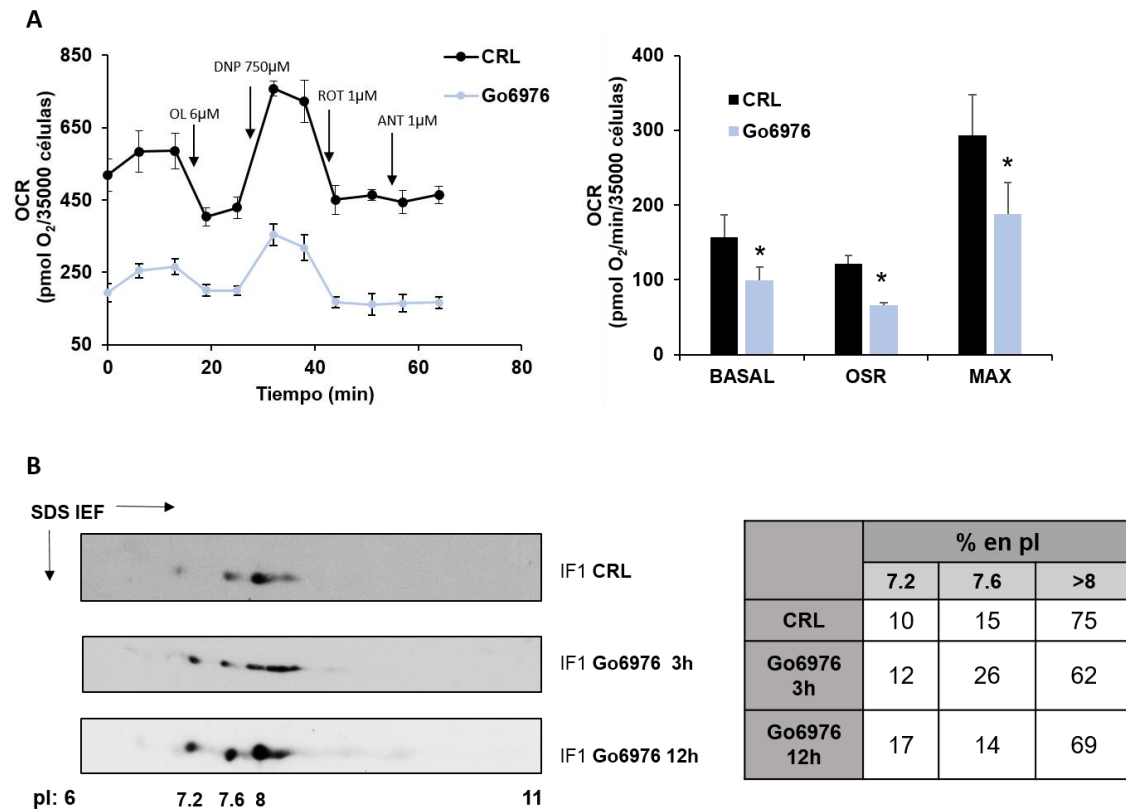 A
850
650
450
250
50
OCR
(pmol O₂/35000 células)
OL 6µM
DNP 750µM
ROT 1µM
ANT 1µM
CRL
Go6976
0
20
40
60
80
Tiempo (min)
400
300
200
100
0
OCR
(pmol O₂/min/35000 células)
CRL
Go6976
*
*
*
BASAL
OSR
MAX
B
SDS IEF
IF1 CRL
IF1 Go6976 3h
IF1 Go6976 12h
pI: 6 7.2 7.6 8 11
% en pI
7.2 7.6 >8
CRL 10 15 75
Go6976
3h 12 26 62
Go6976
12h 17 14 69